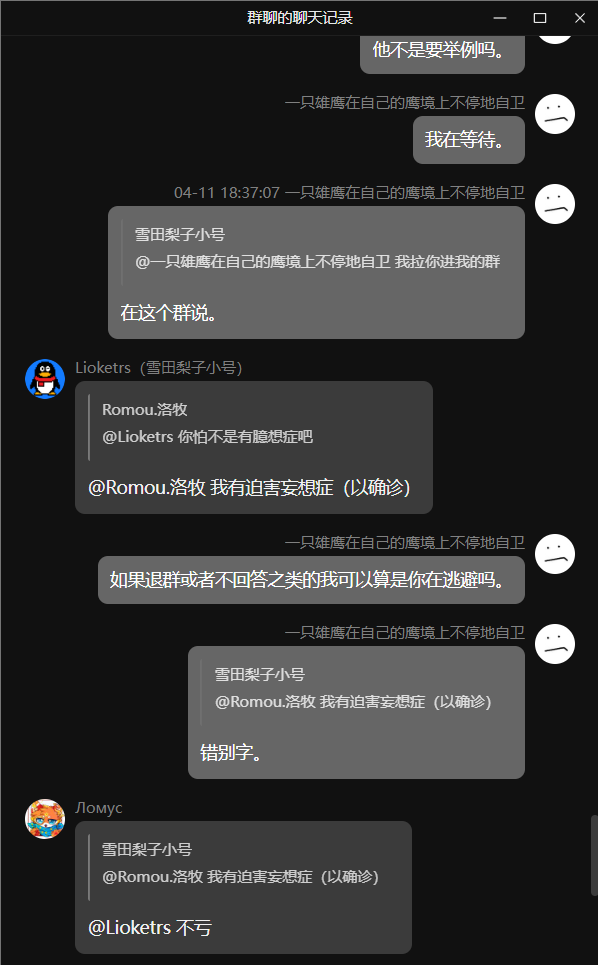 群聊的聊天记录
他不是要举例吗。
一只雄鹰在自己的鹰境上不停地自卫
我在等待。
04-11 18:37:07 一只雄鹰在自己的鹰境上不停地自卫
雪田梨子小号
@一只雄鹰在自己的鹰境上不停地自卫 我拉你进我的群
在这个群说。
Lioketrs（雪田梨子小号）
Romou.洛牧
@Lioketrs 你怕不是有臆想症吧
@Romou.洛牧 我有迫害妄想症（以确诊）
一只雄鹰在自己的鹰境上不停地自卫
如果退群或者不回答之类的我可以算是你在逃避吗。
一只雄鹰在自己的鹰境上不停地自卫
雪田梨子小号
@Romou.洛牧 我有迫害妄想症（以确诊）
错别字。
Ломус
雪田梨子小号
@Romou.洛牧 我有迫害妄想症（以确诊）
@Lioketrs 不亏